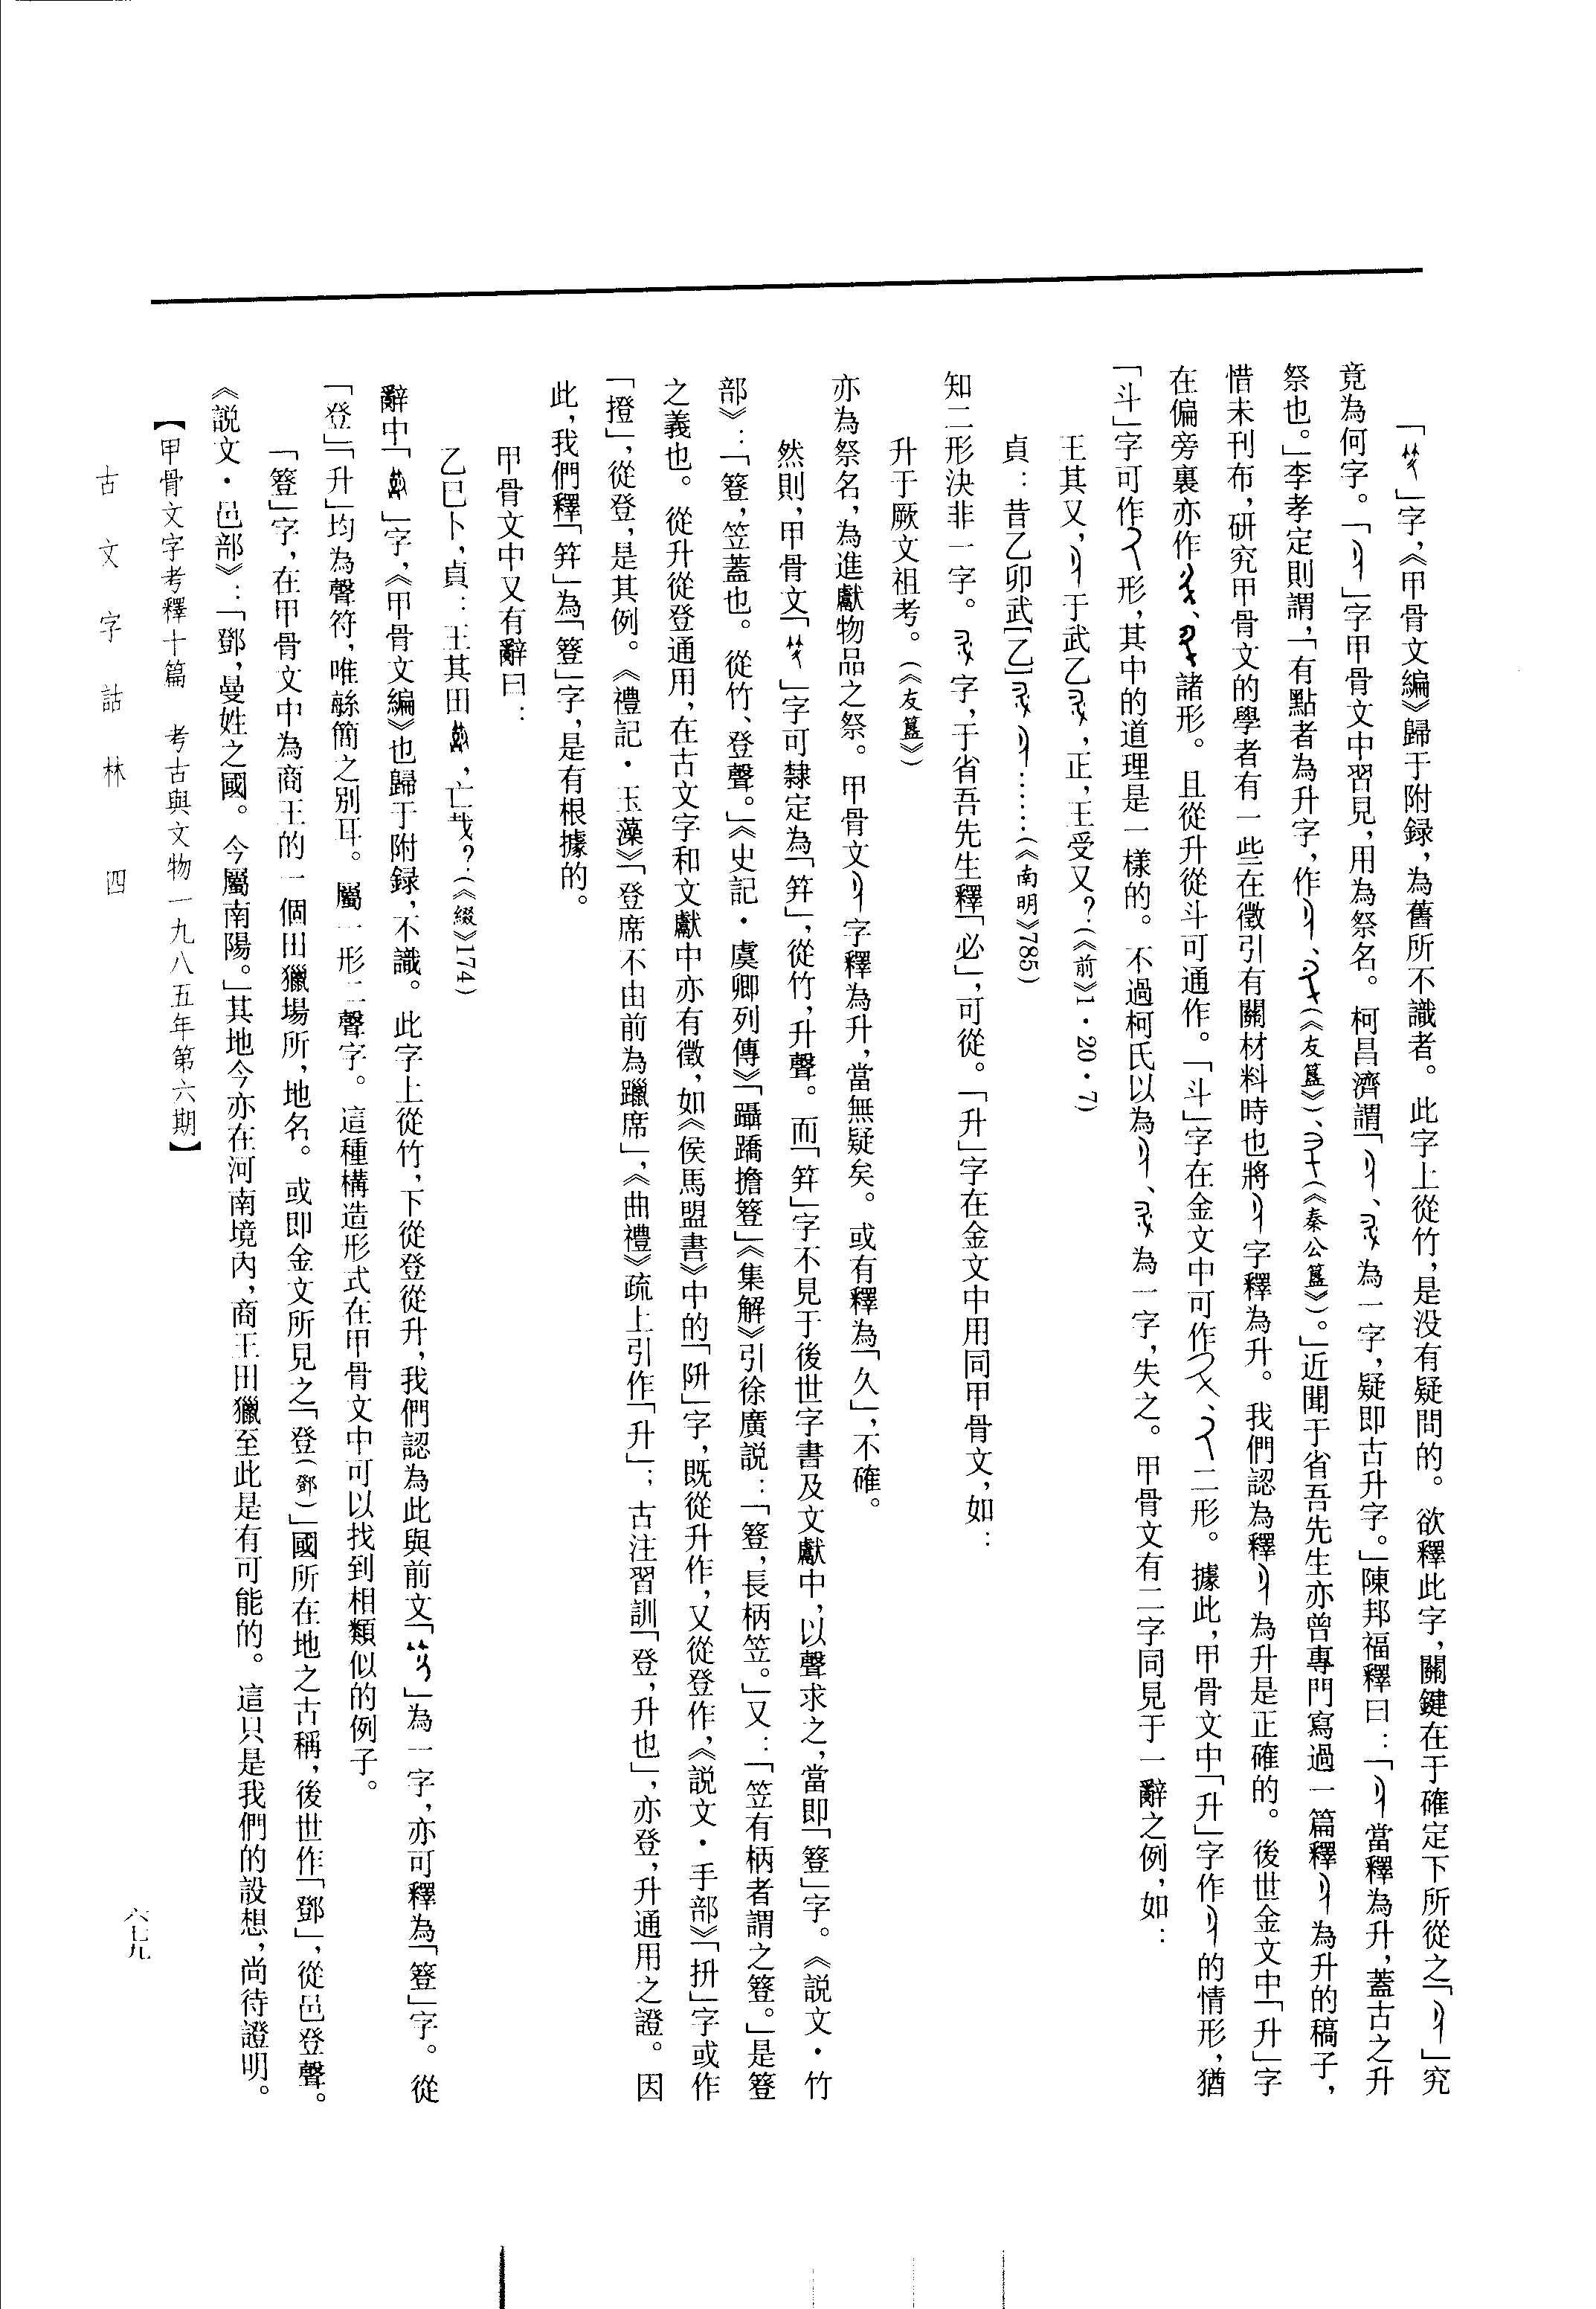 「」字，《甲骨文編》歸于附録，為舊所不識者。此字上從竹，是没有疑問的。欲釋此字，關鍵在于確定下所從之「」究
竟為何字。「」字甲骨文中習見，用為祭名。柯昌濟謂「、為一字，疑即古升字。」陳邦福釋曰：「當釋為升，蓋古之升
祭也。」李孝定則謂，「有點者為升字，作、（《友簋》）、（《秦公簋》）。」近聞于省吾先生亦曾專門寫過一篇釋為升的稿子，
惜未刊布，研究甲骨文的學者有一些在徵引有關材料時也將字釋為升。我們認為釋為升是正確的。後世金文中「升」字
在偏旁裏亦作、諸形。且從升從斗可通作。「斗」字在金文中可作、二形。據此，甲骨文中「升」字作的情形，猶
「斗」字可作形，其中的道理是一樣的。不過柯氏以為、為一字，失之。甲骨文有二字同見于一辭之例，如：
王其又，于武乙，正，王受又？（《前》1·20·7）
貞：昔乙卯武［乙］……（《南明》785）
知二形決非一字。字，于省吾先生釋「必」，可從。「升」字在金文中用同甲骨文，如：
升于厥文祖考。（《友簋》）
亦為祭名，為進獻物品之祭。甲骨文字釋為升，當無疑矣。或有釋為「久」，不確。
然則，甲骨文「」字可隸定為「笄」，從竹，升聲。而「笄」字不見于後世字書及文獻中，以聲求之，當即「簦」字。《説文·竹
部》：「簦，笠蓋也。從竹、登聲。」《史記·虞卿列傳》「躡蹻擔簦」《集解》引徐廣説：「簦，長柄笠。」又：「笠有柄者謂之簦。」是簦
之義也。從升從登通用，在古文字和文獻中亦有徵，如《侯馬盟書》中的「阩」字，既從升作，又從登作，《説文·手部》「抍」字或作
「撜」，從登，是其例。《禮記·玉藻》「登席不由前為躐席」，《曲禮》疏上引作「升」；古注習訓「登，升也」，亦登，升通用之證。因
此，我們釋「笄」為「簦」字，是有根據的。
甲骨文中又有辭曰：
乙巳卜，貞：王其田，亡𢦏？（《綴》174）
辭中「」字，《甲骨文編》也歸于附録，不識。此字上從竹，下從登從升，我們認為此與前文「」為一字，亦可釋為「簦」字。從
「登」「升」均為聲符，唯緐簡之别耳。屬一形二聲字。這種構造形式在甲骨文中可以找到相類似的例子。
「簦」字，在甲骨文中為商王的一個田獵場所，地名。或即金文所見之「登（鄧）」國所在地之古稱，後世作「鄧」，從邑登聲。
《説文·邑部》：「鄧，曼姓之國。今屬南陽。」其地今亦在河南境内，商王田獵至此是有可能的。這只是我們的設想，尚待證明。
【甲骨文字考釋十篇　考古與文物一九八五年第六期】
古文字詁林　四
六七九